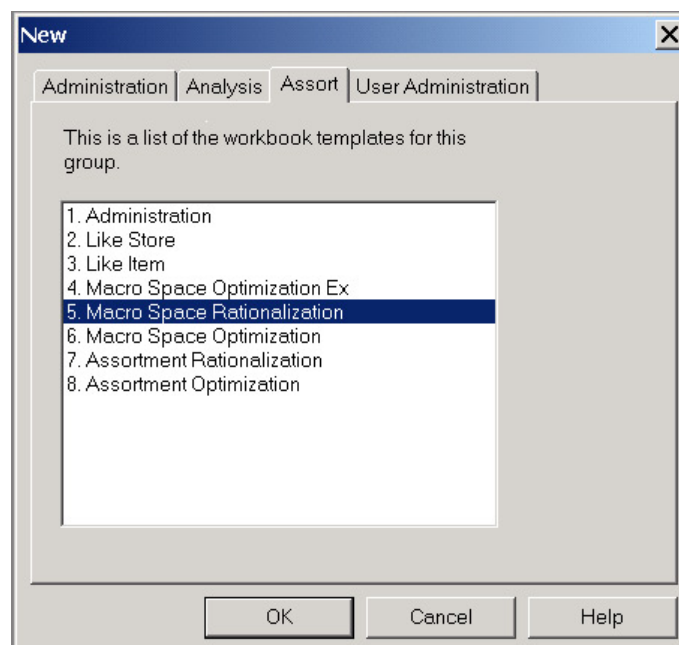 New
Administration Analysis Assort User Administration
This is a list of the workbook templates for this
group.
1. Administration
2. Like Store
3. Like Item
4. Macro Space Optimization Ex
5. Macro Space Rationalization
6. Macro Space Optimization
7. Assortment Rationalization
8. Assortment Optimization
OK Cancel Help